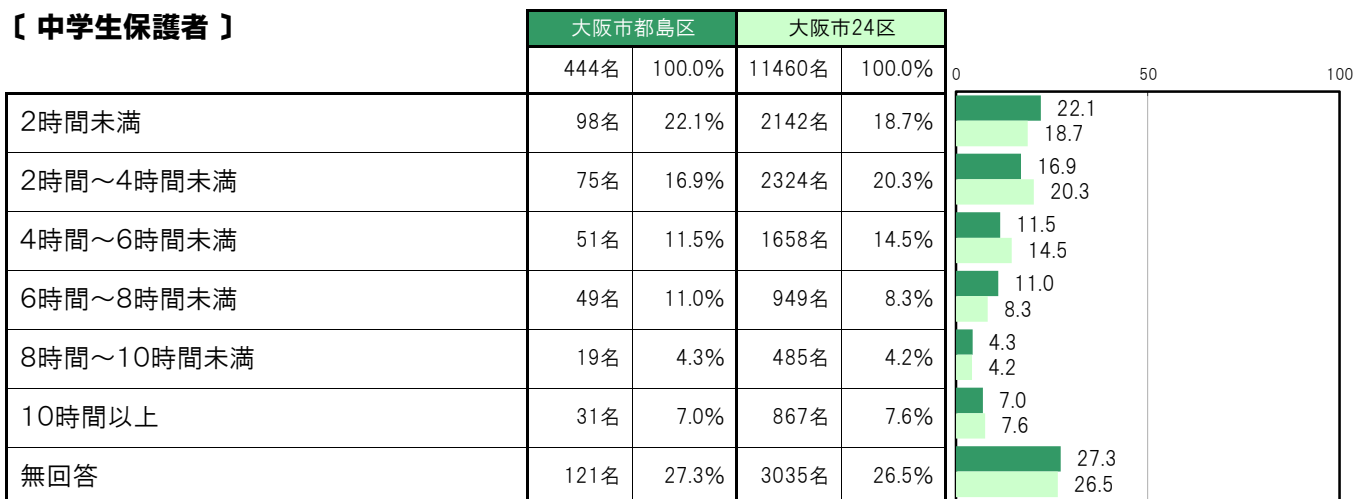 〔 中学生保護者 〕
大阪市都島区 大阪市24区
444名 100.0% 11460名 100.0%
0 50 100
2時間未満 98名 22.1% 2142名 18.7% 22.1
18.7
2時間～4時間未満 75名 16.9% 2324名 20.3% 16.9
20.3
4時間～6時間未満 51名 11.5% 1658名 14.5% 11.5
14.5
6時間～8時間未満 49名 11.0% 949名 8.3% 11.0
8.3
8時間～10時間未満 19名 4.3% 485名 4.2% 4.3
4.2
10時間以上 31名 7.0% 867名 7.6% 7.0
7.6
無回答 121名 27.3% 3035名 26.5% 27.3
26.5